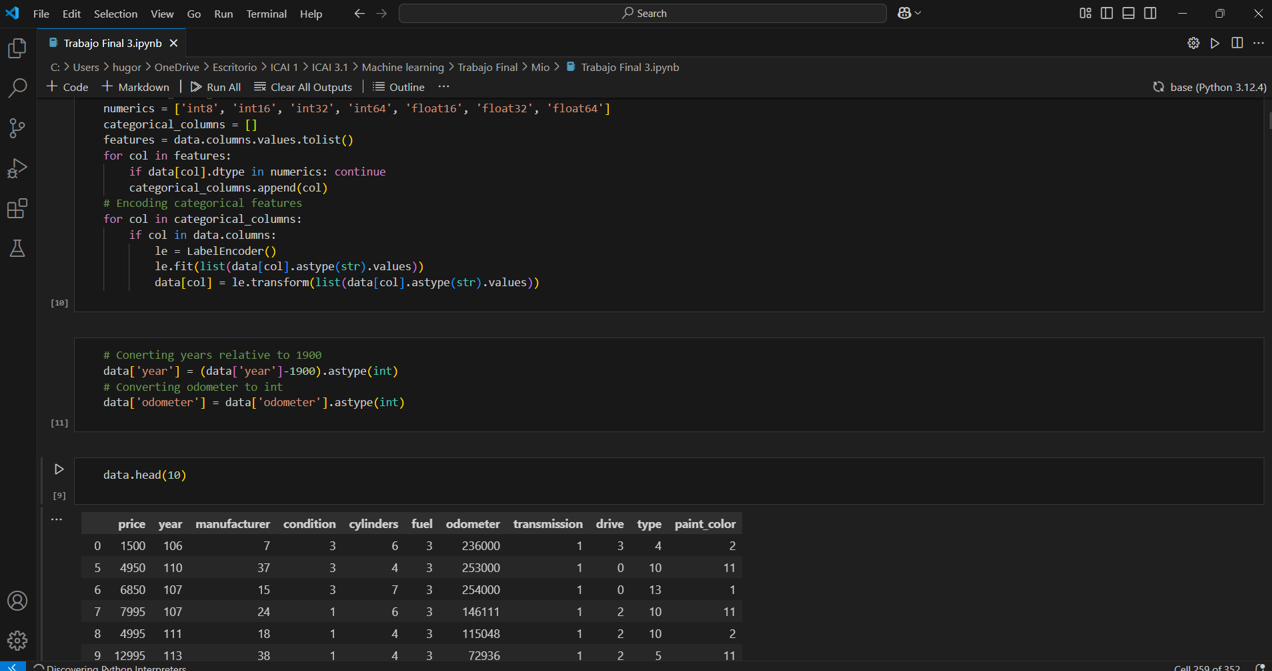 File Edit Selection View Go Run Terminal Help Search
Trabajo Final 3.ipynb
C: > Users > hugor > OneDrive > Escritorio > ICAI 1 > ICAI 3.1 > Machine learning > Trabajo Final > Mio > Trabajo Final 3.ipynb
+ Code + Markdown | Run All Clear All Outputs | Outline ... base (Python 3.12.4)
numerics = ['int8', 'int16', 'int32', 'int64', 'float16', 'float32', 'float64']
categorical_columns = []
features = data.columns.values.tolist()
for col in features:
    if data[col].dtype in numerics: continue
    categorical_columns.append(col)
# Encoding categorical features
for col in categorical_columns:
    if col in data.columns:
        le = LabelEncoder()
        le.fit(list(data[col].astype(str).values))
        data[col] = le.transform(list(data[col].astype(str).values))
[10]
# Conerting years relative to 1900
data['year'] = (data['year']-1900).astype(int)
# Converting odometer to int
data['odometer'] = data['odometer'].astype(int)
[11]
data.head(10)
[9]
...
price year manufacturer condition cylinders fuel odometer transmission drive type paint_color
0 1500 106 7 3 6 3 236000 1 3 4 2
5 4950 110 37 3 4 3 253000 1 0 10 11
6 6850 107 15 3 7 3 254000 1 0 13 1
7 7995 107 24 1 6 3 146111 1 2 10 11
8 4995 111 18 1 4 3 115048 1 2 10 2
9 12995 113 38 1 4 3 72936 1 2 5 11
Discovering Python Interpreters Cell 259 of 352